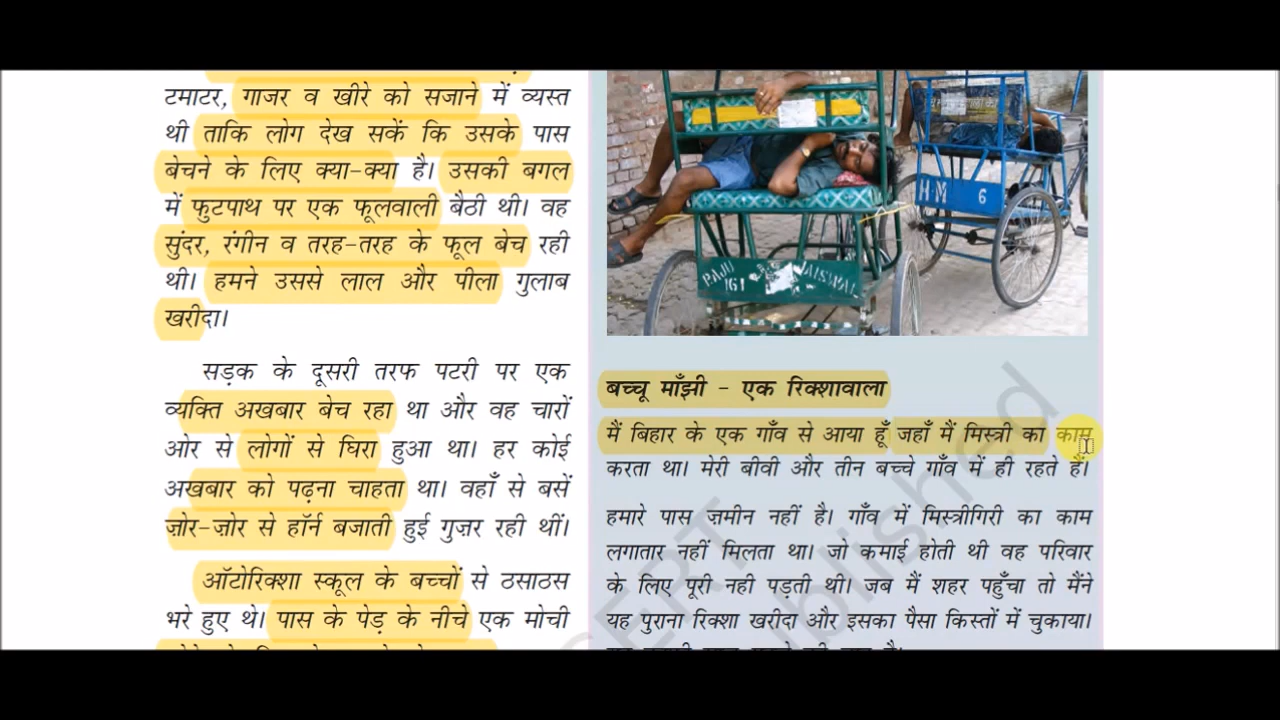 टमाटर, गाजर व खीरे को सजाने में व्यस्त
थी ताकि लोग देख सकें कि उसके पास
बेचने के लिए क्या-क्या है। उसकी बगल
में फुटपाथ पर एक फूलवाली बैठी थी। वह
सुंदर, रंगीन व तरह-तरह के फूल बेच रही
थी। हमने उससे लाल और पीला गुलाब
खरीदा।
सड़क के दूसरी तरफ पटरी पर एक
व्यक्ति अखबार बेच रहा था और वह चारों
ओर से लोगों से घिरा हुआ था। हर कोई
अखबार को पढ़ना चाहता था। वहाँ से बसें
ज़ोर-ज़ोर से हॉर्न बजाती हुई गुज़र रही थीं।
ऑटोरिक्शा स्कूल के बच्चों से ठसाठस
भरे हुए थे। पास के पेड़ के नीचे एक मोची
HM 6
RAJU JAISWAL
161
बच्चू माँझी - एक रिक्शावाला
मैं बिहार के एक गाँव से आया हूँ जहाँ मैं मिस्त्री का काम
करता था। मेरी बीवी और तीन बच्चे गाँव में ही रहते हैं।
हमारे पास ज़मीन नहीं है। गाँव में मिस्त्रीगिरी का काम
लगातार नहीं मिलता था। जो कमाई होती थी वह परिवार
के लिए पूरी नही पड़ती थी। जब मैं शहर पहुँचा तो मैंने
यह पुराना रिक्शा खरीदा और इसका पैसा किस्तों में चुकाया।